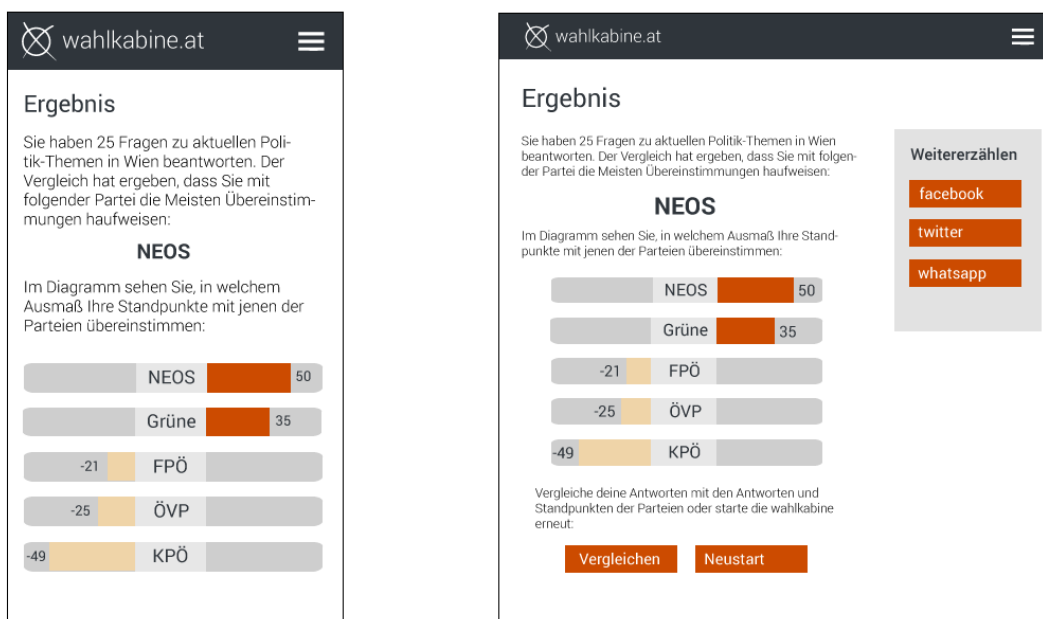 wahlkabine.at
Ergebnis
Sie haben 25 Fragen zu aktuellen Poli-
tik-Themen in Wien beantworten. Der
Vergleich hat ergeben, dass Sie mit
folgender Partei die Meisten Übereinstim-
mungen haufweisen:
NEOS
Im Diagramm sehen Sie, in welchem
Ausmaß Ihre Standpunkte mit jenen der
Parteien übereinstimmen:
NEOS 50
Grüne 35
-21 FPÖ
-25 ÖVP
-49 KPÖ
wahlkabine.at
Ergebnis
Sie haben 25 Fragen zu aktuellen Politik-Themen in Wien
beantworten. Der Vergleich hat ergeben, dass Sie mit folgen-
der Partei die Meisten Übereinstimmungen haufweisen:
NEOS
Im Diagramm sehen Sie, in welchem Ausmaß Ihre Stand-
punkte mit jenen der Parteien übereinstimmen:
NEOS 50
Grüne 35
-21 FPÖ
-25 ÖVP
-49 KPÖ
Vergleiche deine Antworten mit den Antworten und
Standpunkten der Parteien oder starte die wahlkabine
erneut:
Vergleichen Neustart
Weitererzählen
facebook
twitter
whatsapp